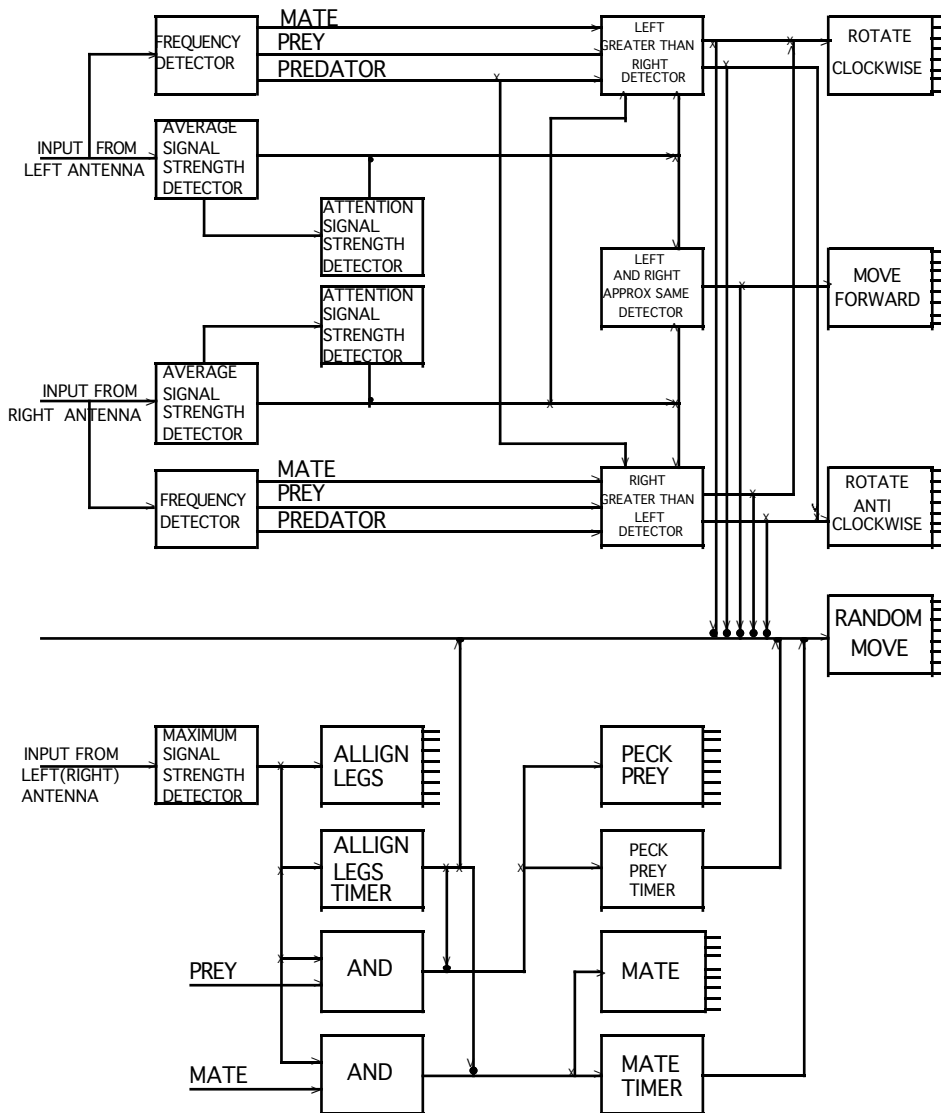 MATE
PREY
PREDATOR
FREQUENCY
DETECTOR
LEFT
GREATER THAN
RIGHT
DETECTOR
ROTATE
CLOCKWISE
INPUT FROM
LEFT ANTENNA
AVERAGE
SIGNAL
STRENGTH
DETECTOR
ATTENTION
SIGNAL
STRENGTH
DETECTOR
LEFT
AND RIGHT
APPROX SAME
DETECTOR
MOVE
FORWARD
ATTENTION
SIGNAL
STRENGTH
DETECTOR
INPUT FROM
RIGHT ANTENNA
AVERAGE
SIGNAL
STRENGTH
DETECTOR
MATE
PREY
PREDATOR
FREQUENCY
DETECTOR
RIGHT
GREATER THAN
LEFT
DETECTOR
ROTATE
ANTI
CLOCKWISE
RANDOM
MOVE
INPUT FROM
LEFT(RIGHT)
ANTENNA
MAXIMUM
SIGNAL
STRENGTH
DETECTOR
ALLIGN
LEGS
PECK
PREY
ALLIGN
LEGS
TIMER
PECK
PREY
TIMER
PREY
AND
MATE
MATE
AND
MATE
TIMER